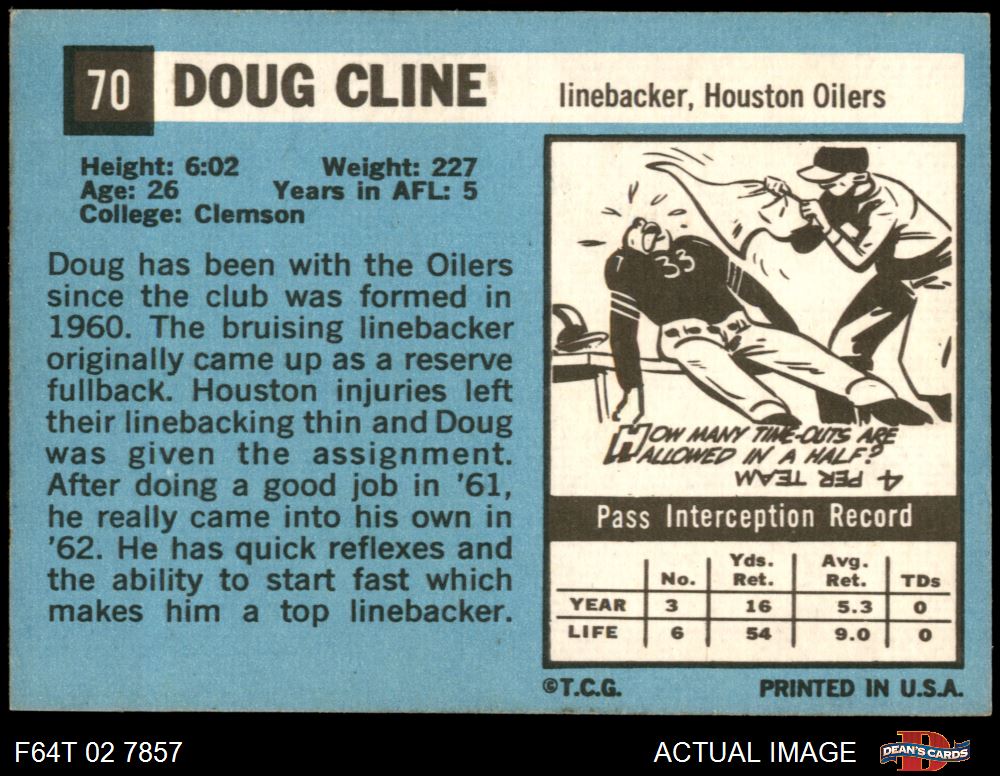 70 DOUG CLINE linebacker, Houston Oilers
Height: 6:02 Weight: 227
Age: 26 Years in AFL: 5
College: Clemson
Doug has been with the Oilers
since the club was formed in
1960. The bruising linebacker
originally came up as a reserve
fullback. Houston injuries left
their linebacking thin and Doug
was given the assignment.
After doing a good job in '61,
he really came into his own in
'62. He has quick reflexes and
the ability to start fast which
makes him a top linebacker.
33
HOW MANY TIME-OUTS ARE
ALLOWED IN A HALF?
4 PER TEAM
Pass Interception Record
No. Yds. Ret. Avg. Ret. TDs
YEAR 3 16 5.3 0
LIFE 6 54 9.0 0
©T.C.G. PRINTED IN U.S.A.
F64T 02 7857 ACTUAL IMAGE D DEAN'S CARDS